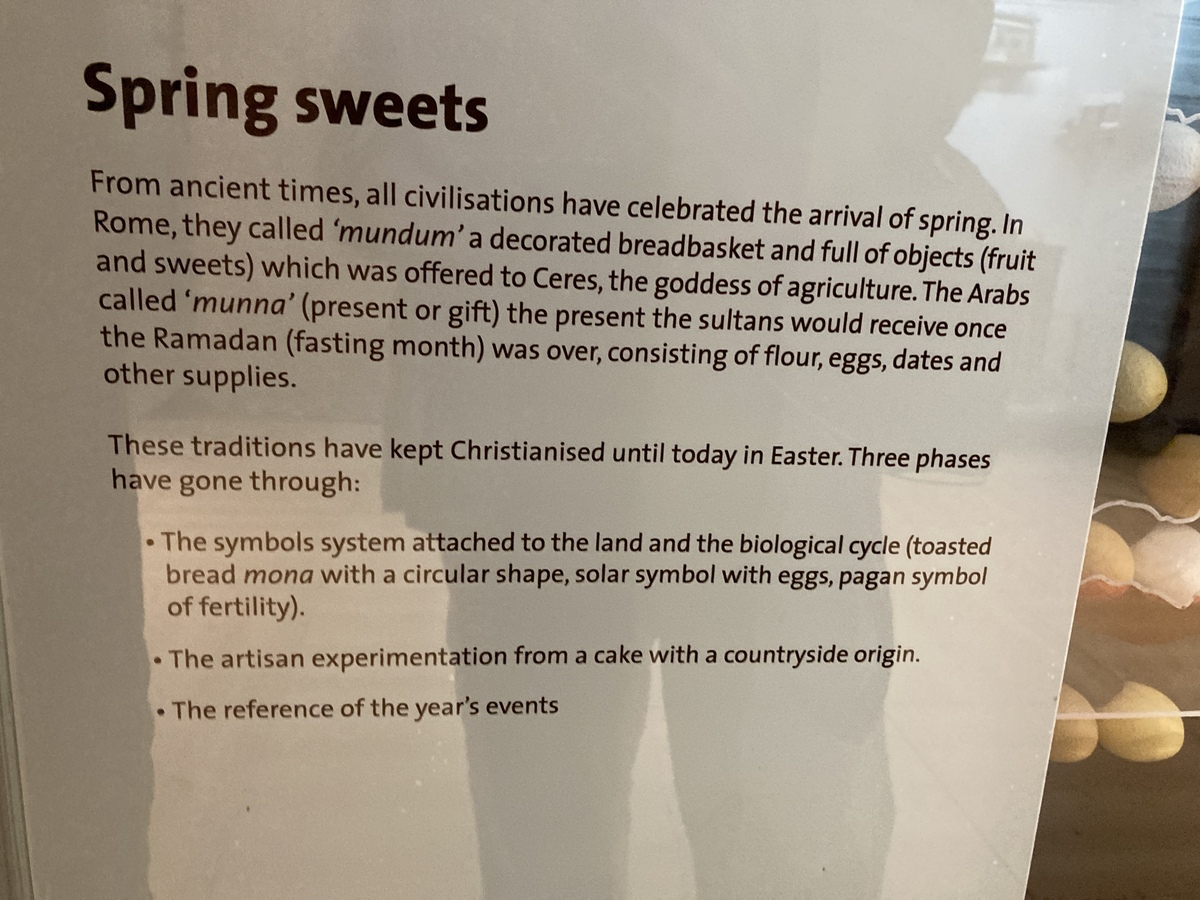 Spring sweets
From ancient times, all civilisations have celebrated the arrival of spring. In
Rome, they called ‘mundum’ a decorated breadbasket and full of objects (fruit
and sweets) which was offered to Ceres, the goddess of agriculture. The Arabs
called ‘munna’ (present or gift) the present the sultans would receive once
the Ramadan (fasting month) was over, consisting of flour, eggs, dates and
other supplies.
These traditions have kept Christianised until today in Easter. Three phases
have gone through:
• The symbols system attached to the land and the biological cycle (toasted
bread mona with a circular shape, solar symbol with eggs, pagan symbol
of fertility).
• The artisan experimentation from a cake with a countryside origin.
• The reference of the year’s events